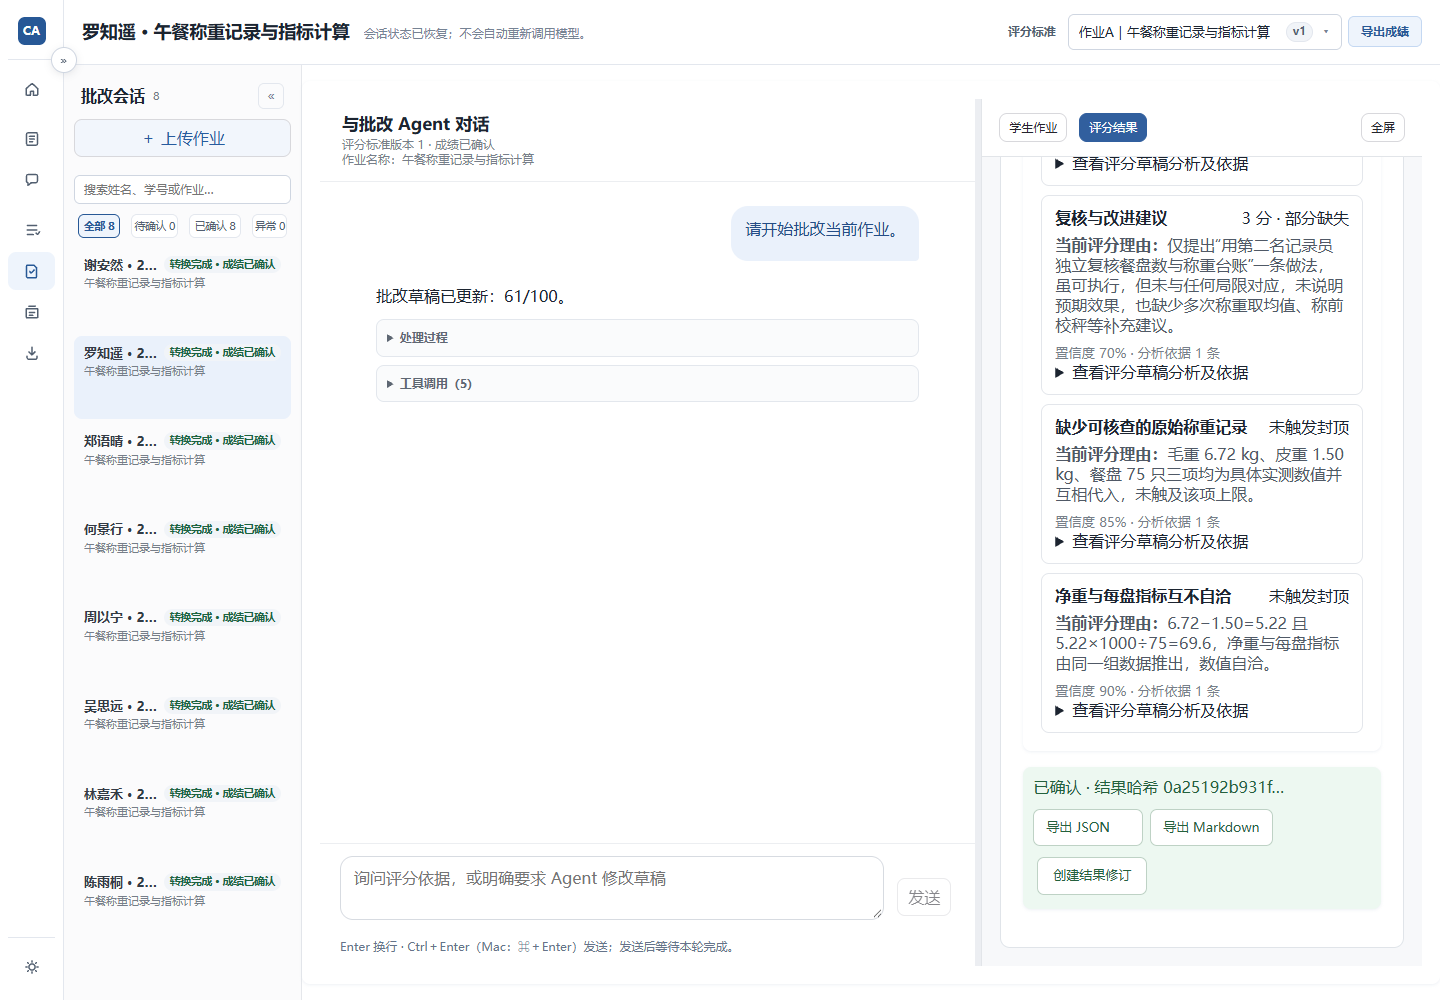 CA
罗知遥 • 午餐称重记录与指标计算
会话状态已恢复；不会自动重新调用模型。
评分标准
作业A | 午餐称重记录与指标计算 v1
导出成绩
»
批改会话 8
«
+ 上传作业
搜索姓名、学号或作业...
全部 8
待确认 0
已确认 8
异常 0
谢安然 • 2... 转换完成 • 成绩已确认
午餐称重记录与指标计算
罗知遥 • 2... 转换完成 • 成绩已确认
午餐称重记录与指标计算
郑语晴 • 2... 转换完成 • 成绩已确认
午餐称重记录与指标计算
何景行 • 2... 转换完成 • 成绩已确认
午餐称重记录与指标计算
周以宁 • 2... 转换完成 • 成绩已确认
午餐称重记录与指标计算
吴思远 • 2... 转换完成 • 成绩已确认
午餐称重记录与指标计算
林嘉禾 • 2... 转换完成 • 成绩已确认
午餐称重记录与指标计算
陈雨桐 • 2... 转换完成 • 成绩已确认
午餐称重记录与指标计算
与批改 Agent 对话
评分标准版本 1 · 成绩已确认
作业名称：午餐称重记录与指标计算
请开始批改当前作业。
批改草稿已更新：61/100。
处理过程
工具调用（5）
询问评分依据，或明确要求 Agent 修改草稿
发送
Enter 换行 · Ctrl + Enter（Mac：⌘ + Enter）发送；发送后等待本轮完成。
学生作业
评分结果
全屏
查看评分草稿分析及依据
复核与改进建议 3 分 · 部分缺失
当前评分理由：仅提出“用第二名记录员
独立复核餐盘数与称重台账”一条做法，
虽可执行，但未与任何局限对应，未说明
预期效果，也缺少多次称重取均值、称前
校秤等补充建议。
置信度 70% · 分析依据 1 条
查看评分草稿分析及依据
缺少可核查的原始称重记录 未触发封顶
当前评分理由：毛重 6.72 kg、皮重 1.50
kg、餐盘 75 只三项均为具体实测数值并
互相代入，未触及该项上限。
置信度 85% · 分析依据 1 条
查看评分草稿分析及依据
净重与每盘指标互不自洽 未触发封顶
当前评分理由：6.72−1.50=5.22 且
5.22×1000÷75=69.6，净重与每盘指标
由同一组数据推出，数值自洽。
置信度 90% · 分析依据 1 条
查看评分草稿分析及依据
已确认 · 结果哈希 0a25192b931f...
导出 JSON
导出 Markdown
创建结果修订